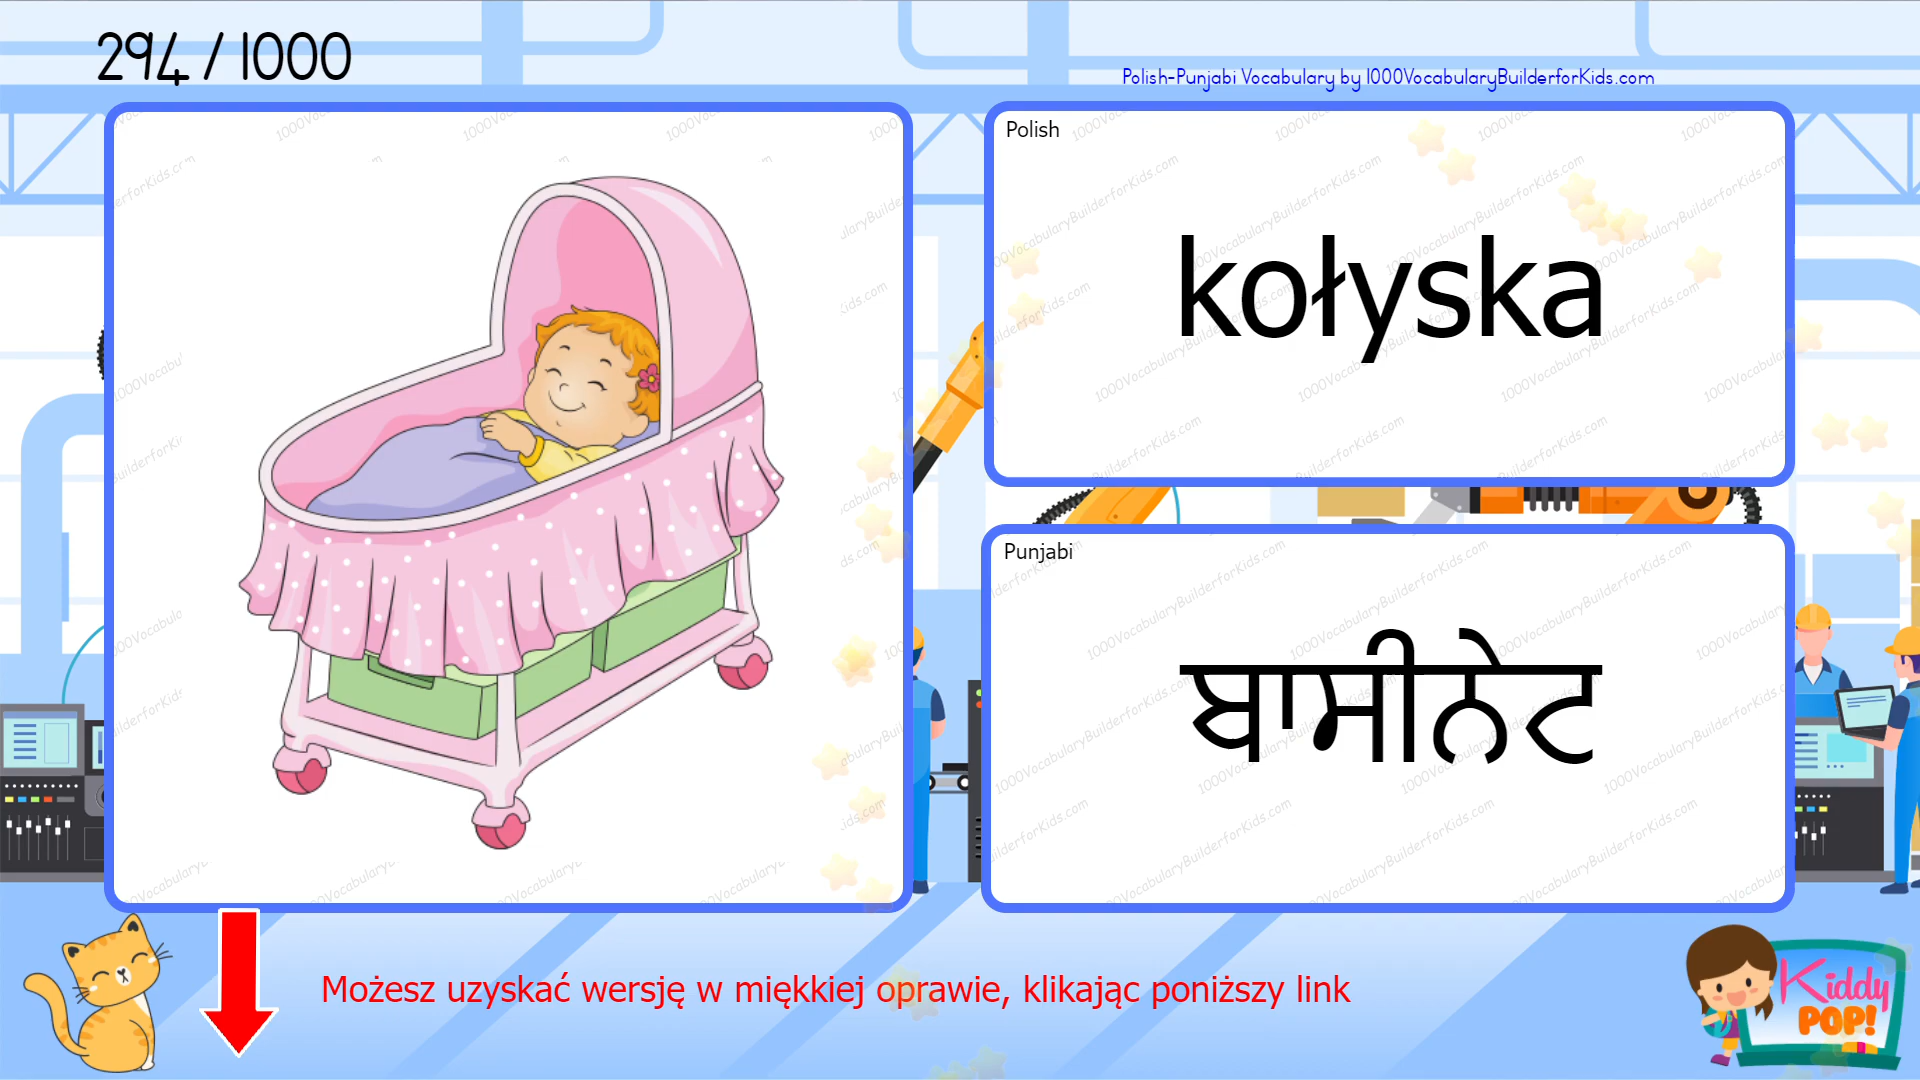 294 / 1000
Polish-Punjabi Vocabulary by 1000VocabularyBuilderforKids.com
Polish
kołyska
Punjabi
ਬਾਸੀਨੇਟ
Możesz uzyskać wersję w miękkiej oprawie, klikając poniższy link
Kiddy
POP!